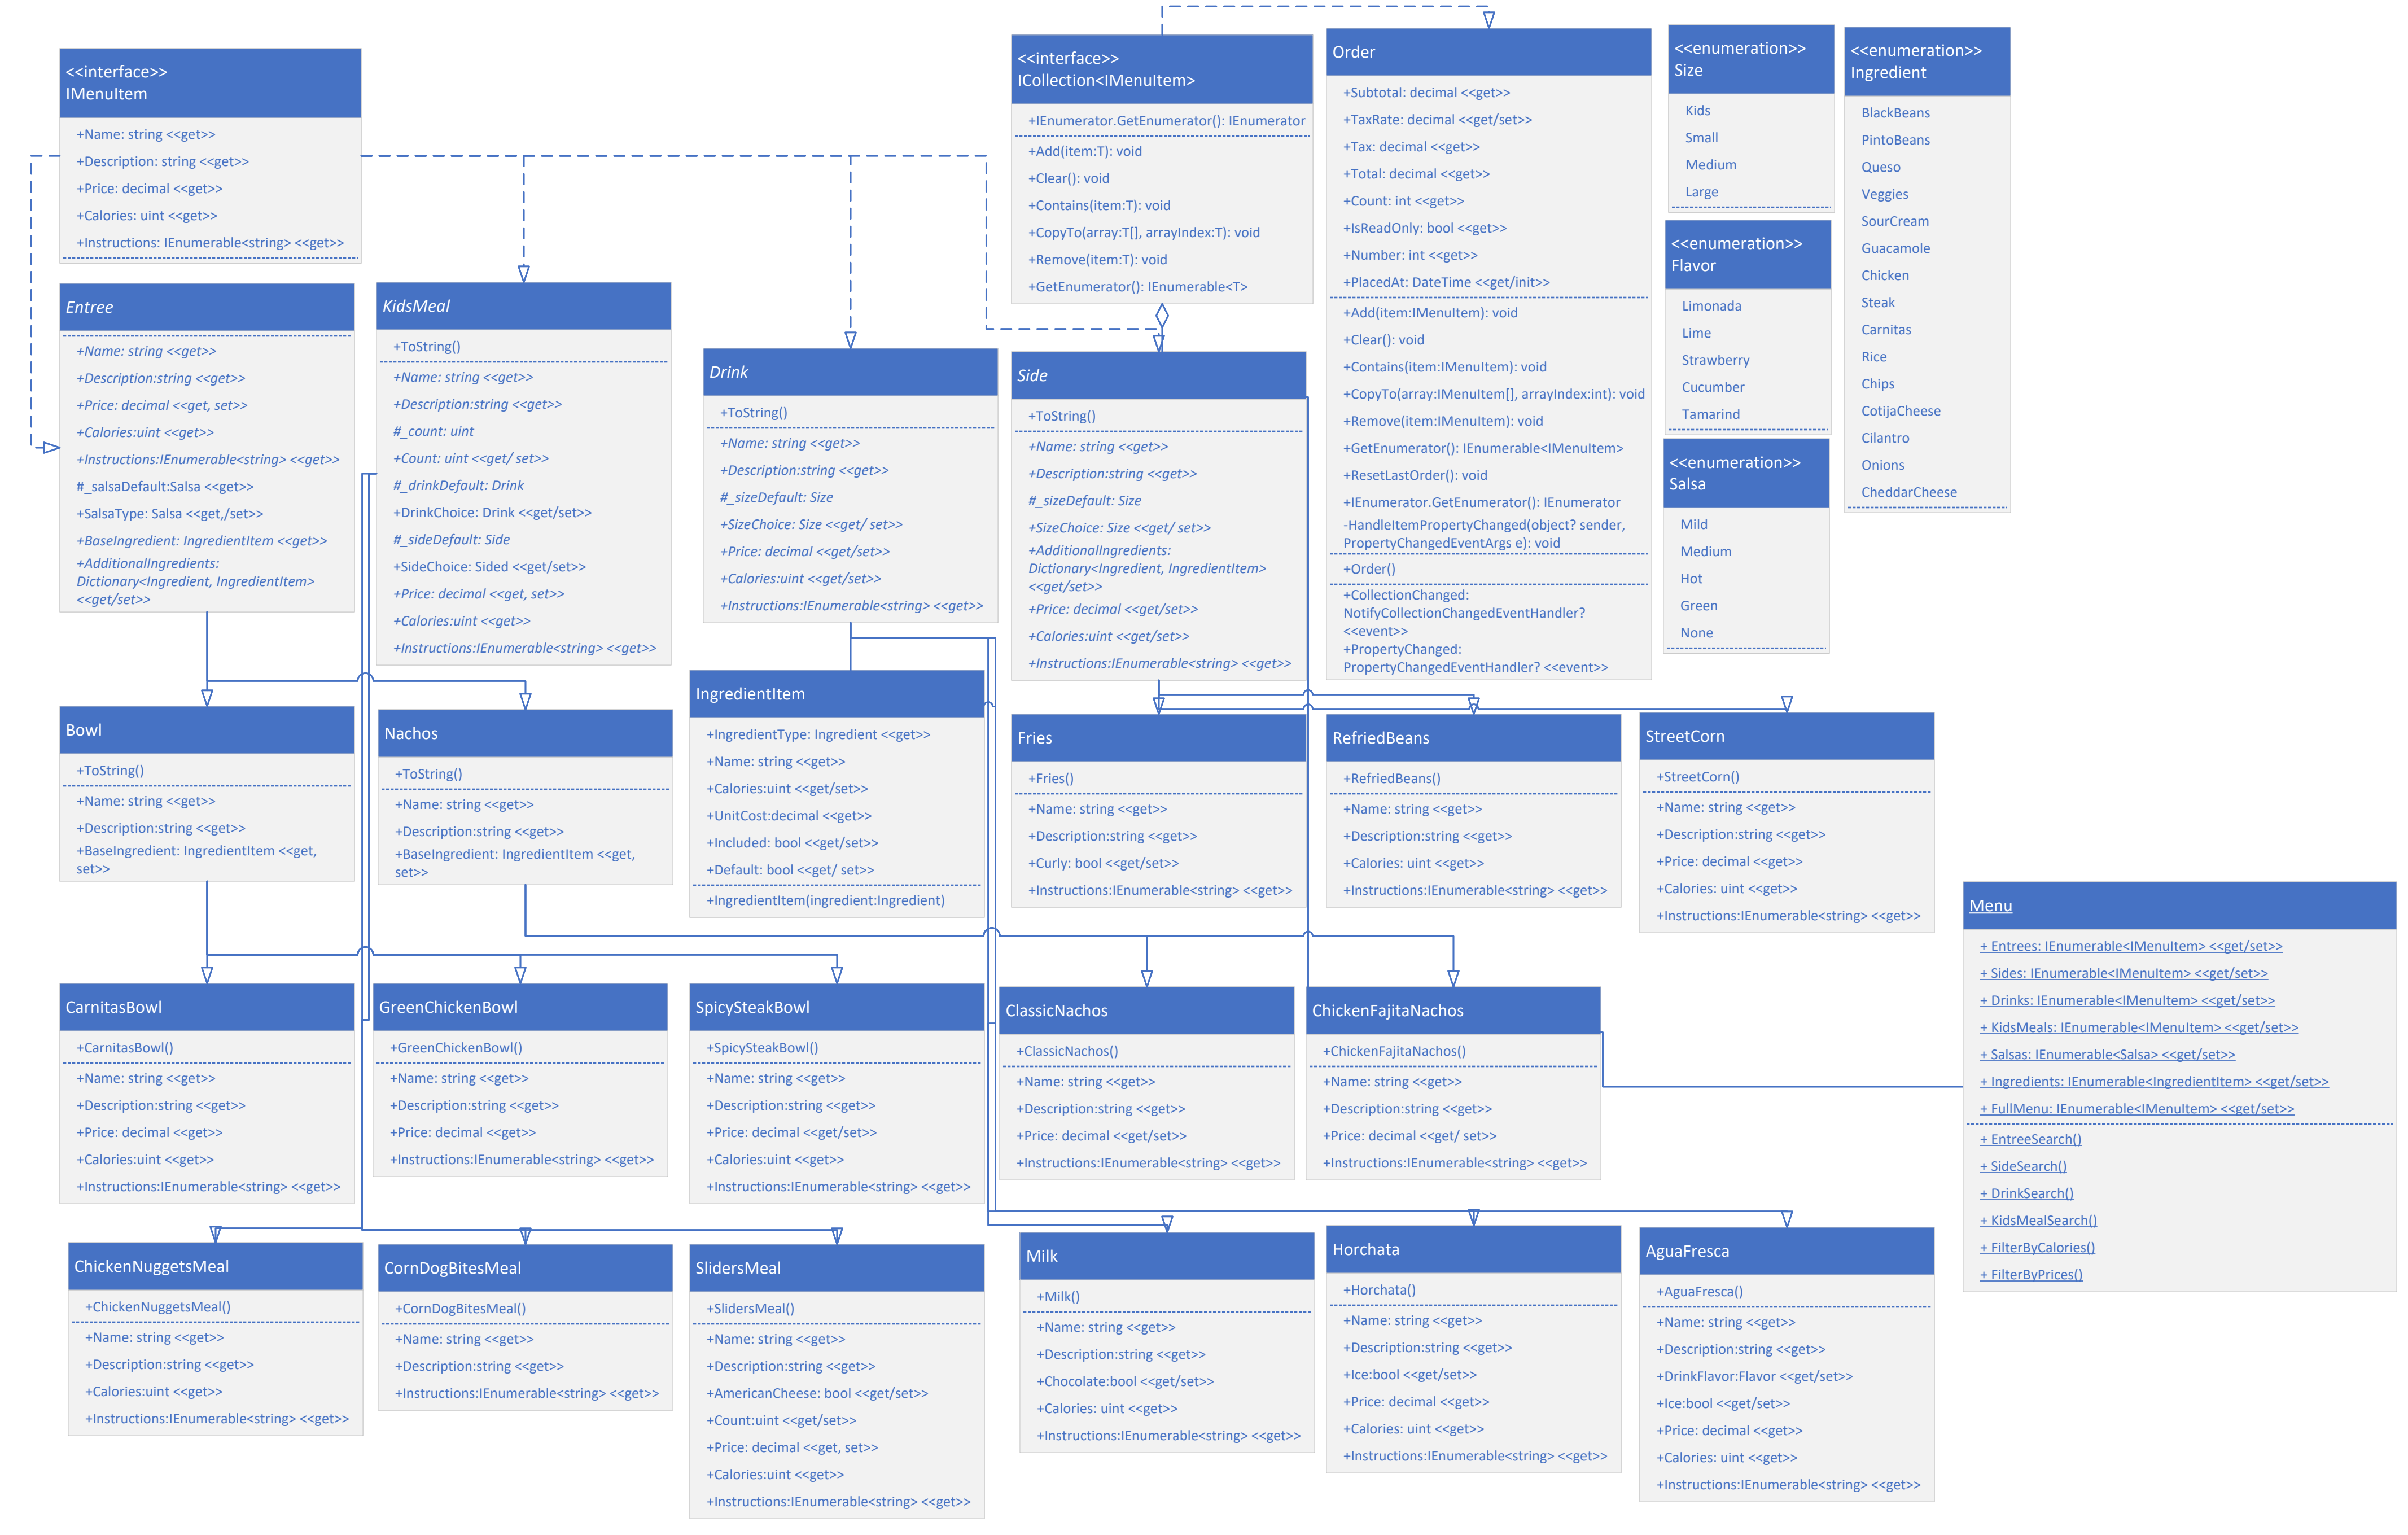 <<interface>>
IMenuItem
+Name: string <<get>>
+Description: string <<get>>
+Price: decimal <<get>>
+Calories: uint <<get>>
+Instructions: IEnumerable<string> <<get>>
<<interface>>
ICollection<IMenuItem>
+IEnumerator.GetEnumerator(): IEnumerator
+Add(item:T): void
+Clear(): void
+Contains(item:T): void
+CopyTo(array:T[], arrayIndex:T): void
+Remove(item:T): void
+GetEnumerator(): IEnumerable<T>
Order
+Subtotal: decimal <<get>>
+TaxRate: decimal <<get/set>>
+Tax: decimal <<get>>
+Total: decimal <<get>>
+Count: int <<get>>
+IsReadOnly: bool <<get>>
+Number: int <<get>>
+PlacedAt: DateTime <<get/init>>
+Add(item:IMenuItem): void
+Clear(): void
+Contains(item:IMenuItem): void
+CopyTo(array:IMenuItem[], arrayIndex:int): void
+Remove(item:IMenuItem): void
+GetEnumerator(): IEnumerable<IMenuItem>
+ResetLastOrder(): void
+IEnumerator.GetEnumerator(): IEnumerator
-HandleItemPropertyChanged(object? sender,
PropertyChangedEventArgs e): void
+Order()
+CollectionChanged:
NotifyCollectionChangedEventHandler?
<<event>>
+PropertyChanged:
PropertyChangedEventHandler? <<event>>
<<enumeration>>
Size
Kids
Small
Medium
Large
<<enumeration>>
Flavor
Limonada
Lime
Strawberry
Cucumber
Tamarind
<<enumeration>>
Salsa
Mild
Medium
Hot
Green
None
<<enumeration>>
Ingredient
BlackBeans
PintoBeans
Queso
Veggies
SourCream
Guacamole
Chicken
Steak
Carnitas
Rice
Chips
CotijaCheese
Cilantro
Onions
CheddarCheese
Entree
+Name: string <<get>>
+Description:string <<get>>
+Price: decimal <<get, set>>
+Calories:uint <<get>>
+Instructions:IEnumerable<string> <<get>>
#_salsaDefault:Salsa <<get>>
+SalsaType: Salsa <<get,/set>>
+BaseIngredient: IngredientItem <<get>>
+AdditionalIngredients:
Dictionary<Ingredient, IngredientItem>
<<get/set>>
KidsMeal
+ToString()
+Name: string <<get>>
+Description:string <<get>>
#_count: uint
+Count: uint <<get/ set>>
#_drinkDefault: Drink
+DrinkChoice: Drink <<get/set>>
#_sideDefault: Side
+SideChoice: Sided <<get/set>>
+Price: decimal <<get, set>>
+Calories:uint <<get>>
+Instructions:IEnumerable<string> <<get>>
Drink
+ToString()
+Name: string <<get>>
+Description:string <<get>>
#_sizeDefault: Size
+SizeChoice: Size <<get/ set>>
+Price: decimal <<get/set>>
+Calories:uint <<get/set>>
+Instructions:IEnumerable<string> <<get>>
Side
+ToString()
+Name: string <<get>>
+Description:string <<get>>
#_sizeDefault: Size
+SizeChoice: Size <<get/ set>>
+AdditionalIngredients:
Dictionary<Ingredient, IngredientItem>
<<get/set>>
+Price: decimal <<get/set>>
+Calories:uint <<get/set>>
+Instructions:IEnumerable<string> <<get>>
Bowl
+ToString()
+Name: string <<get>>
+Description:string <<get>>
+BaseIngredient: IngredientItem <<get,
set>>
Nachos
+ToString()
+Name: string <<get>>
+Description:string <<get>>
+BaseIngredient: IngredientItem <<get,
set>>
IngredientItem
+IngredientType: Ingredient <<get>>
+Name: string <<get>>
+Calories:uint <<get/set>>
+UnitCost:decimal <<get>>
+Included: bool <<get/set>>
+Default: bool <<get/ set>>
+IngredientItem(ingredient:Ingredient)
Fries
+Fries()
+Name: string <<get>>
+Description:string <<get>>
+Curly: bool <<get/set>>
+Instructions:IEnumerable<string> <<get>>
RefriedBeans
+RefriedBeans()
+Name: string <<get>>
+Description:string <<get>>
+Calories: uint <<get>>
+Instructions:IEnumerable<string> <<get>>
StreetCorn
+StreetCorn()
+Name: string <<get>>
+Description:string <<get>>
+Price: decimal <<get>>
+Calories: uint <<get>>
+Instructions:IEnumerable<string> <<get>>
Menu
+ Entrees: IEnumerable<IMenuItem> <<get/set>>
+ Sides: IEnumerable<IMenuItem> <<get/set>>
+ Drinks: IEnumerable<IMenuItem> <<get/set>>
+ KidsMeals: IEnumerable<IMenuItem> <<get/set>>
+ Salsas: IEnumerable<Salsa> <<get/set>>
+ Ingredients: IEnumerable<IngredientItem> <<get/set>>
+ FullMenu: IEnumerable<IMenuItem> <<get/set>>
+ EntreeSearch()
+ SideSearch()
+ DrinkSearch()
+ KidsMealSearch()
+ FilterByCalories()
+ FilterByPrices()
CarnitasBowl
+CarnitasBowl()
+Name: string <<get>>
+Description:string <<get>>
+Price: decimal <<get>>
+Calories:uint <<get>>
+Instructions:IEnumerable<string> <<get>>
GreenChickenBowl
+GreenChickenBowl()
+Name: string <<get>>
+Description:string <<get>>
+Price: decimal <<get>>
+Instructions:IEnumerable<string> <<get>>
SpicySteakBowl
+SpicySteakBowl()
+Name: string <<get>>
+Description:string <<get>>
+Price: decimal <<get/set>>
+Calories:uint <<get>>
+Instructions:IEnumerable<string> <<get>>
ClassicNachos
+ClassicNachos()
+Name: string <<get>>
+Description:string <<get>>
+Price: decimal <<get/set>>
+Instructions:IEnumerable<string> <<get>>
ChickenFajitaNachos
+ChickenFajitaNachos()
+Name: string <<get>>
+Description:string <<get>>
+Price: decimal <<get/ set>>
+Instructions:IEnumerable<string> <<get>>
ChickenNuggetsMeal
+ChickenNuggetsMeal()
+Name: string <<get>>
+Description:string <<get>>
+Calories:uint <<get>>
+Instructions:IEnumerable<string> <<get>>
CornDogBitesMeal
+CornDogBitesMeal()
+Name: string <<get>>
+Description:string <<get>>
+Instructions:IEnumerable<string> <<get>>
SlidersMeal
+SlidersMeal()
+Name: string <<get>>
+Description:string <<get>>
+AmericanCheese: bool <<get/set>>
+Count:uint <<get/set>>
+Price: decimal <<get, set>>
+Calories:uint <<get>>
+Instructions:IEnumerable<string> <<get>>
Milk
+Milk()
+Name: string <<get>>
+Description:string <<get>>
+Chocolate:bool <<get/set>>
+Calories: uint <<get>>
+Instructions:IEnumerable<string> <<get>>
Horchata
+Horchata()
+Name: string <<get>>
+Description:string <<get>>
+Ice:bool <<get/set>>
+Price: decimal <<get>>
+Calories: uint <<get>>
+Instructions:IEnumerable<string> <<get>>
AguaFresca
+AguaFresca()
+Name: string <<get>>
+Description:string <<get>>
+DrinkFlavor:Flavor <<get/set>>
+Ice:bool <<get/set>>
+Price: decimal <<get>>
+Calories: uint <<get>>
+Instructions:IEnumerable<string> <<get>>